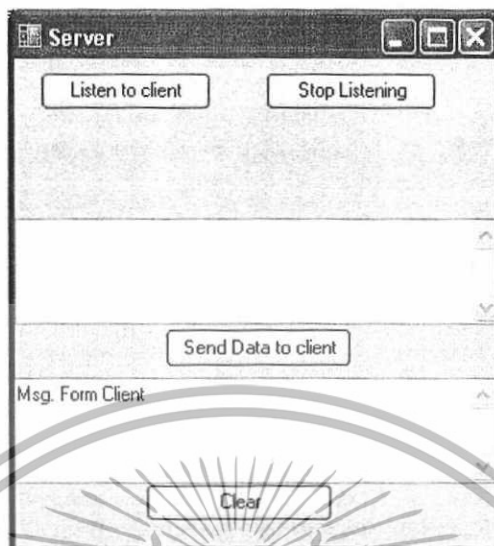 Server
Listen to client Stop Listening
Send Data to client
Msg. Form Client
Clear